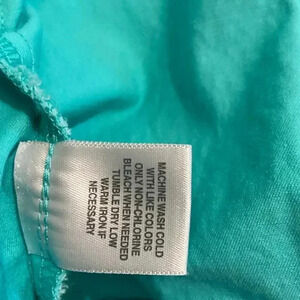 MACHINE WASH COLD
WITH LIKE COLORS
ONLY NON-CHLORINE
BLEACH WHEN NEEDED
TUMBLE DRY LOW
WARM IRON IF
NECESSARY